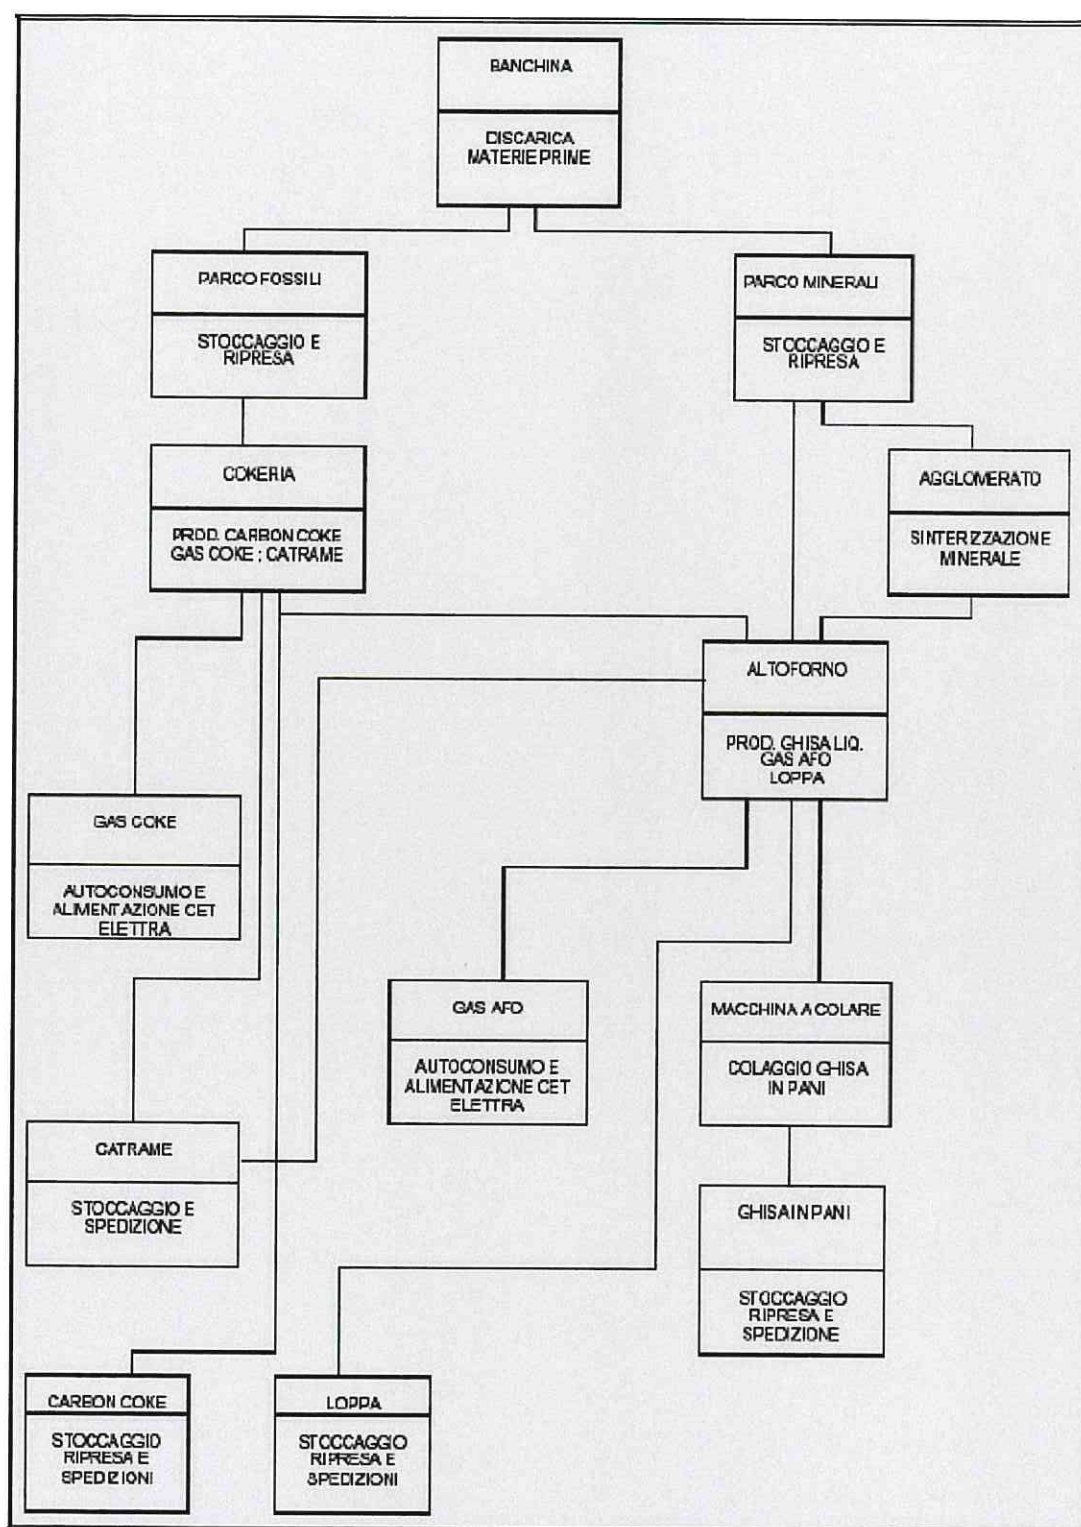 BANCHINA
DISCARICA
MATERIE PRIME
PARCO FOSSILI
STOCCAGGIO E
RIPRESA
PARCO MINERALI
STOCCAGGIO E
RIPRESA
COKERIA
PROD. CARBON COKE
GAS COKE ; CATRAME
AGGLOMERATO
SINTERIZZAZIONE
MINERALE
ALTOFORNO
PROD. GHISA LIQ.
GAS AFO
LOPPA
GAS COKE
AUTOCONSUMO E
ALIMENTAZIONE CET
ELETTRA
GAS AFO
AUTOCONSUMO E
ALIMENTAZIONE CET
ELETTRA
MACCHINA A COLARE
COLAGGIO GHISA
IN PANI
CATRAME
STOCCAGGIO E
SPEDIZIONE
GHISA IN PANI
STOCCAGGIO
RIPRESA E
SPEDIZIONE
CARBON COKE
STOCCAGGIO
RIPRESA E
SPEDIZIONI
LOPPA
STOCCAGGIO
RIPRESA E
SPEDIZIONI